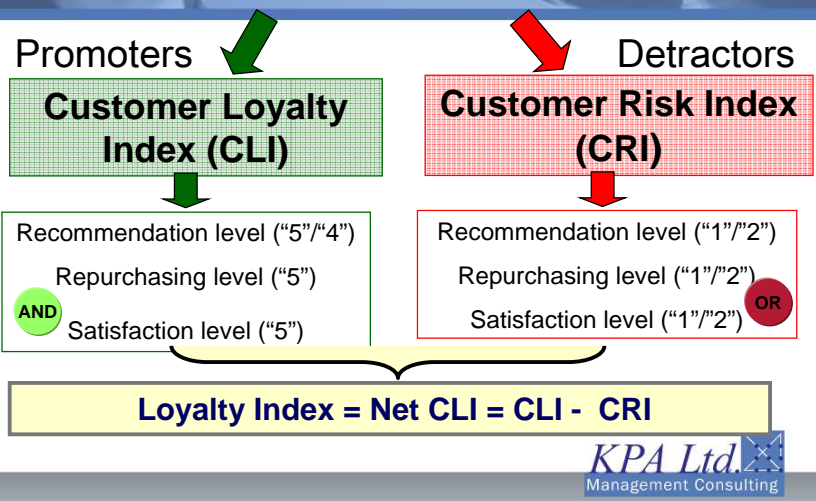 Promoters
Detractors
Customer Loyalty
Index (CLI)
Customer Risk Index
(CRI)
Recommendation level (“5”/“4”)
Repurchasing level (“5”)
AND
Satisfaction level (“5”)
Recommendation level (“1”/”2”)
Repurchasing level (“1”/”2”)
OR
Satisfaction level (“1”/”2”)
Loyalty Index = Net CLI = CLI - CRI
KPA Ltd.
Management Consulting